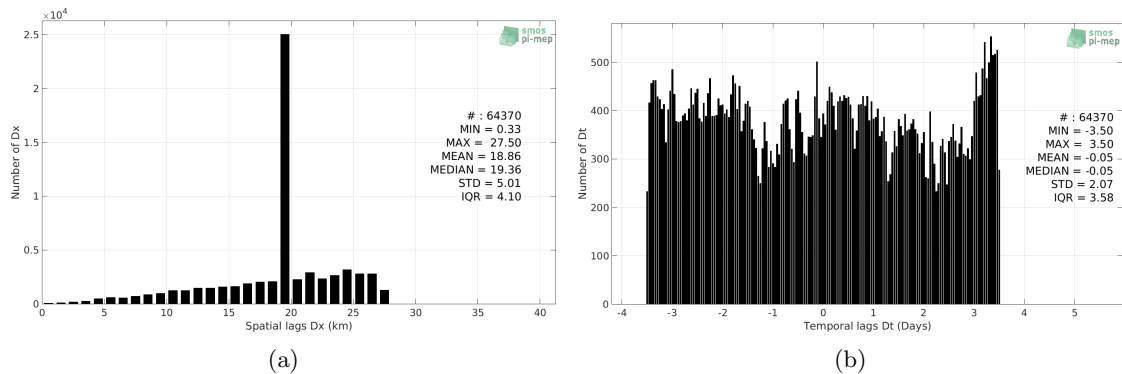 ×10⁴
2.5
2
1.5
1
0.5
0
0 5 10 15 20 25 30 35 40
Number of Dx
Spatial lags Dx (km)
smos
pi-mep
# : 64370
MIN = 0.33
MAX = 27.50
MEAN = 18.86
MEDIAN = 19.36
STD = 5.01
IQR = 4.10
(a)
500
400
300
200
100
0
-4 -3 -2 -1 0 1 2 3 4 5
Number of Dt
Temporal lags Dt (Days)
smos
pi-mep
# : 64370
MIN = -3.50
MAX = 3.50
MEAN = -0.05
MEDIAN = -0.05
STD = 2.07
IQR = 3.58
(b)